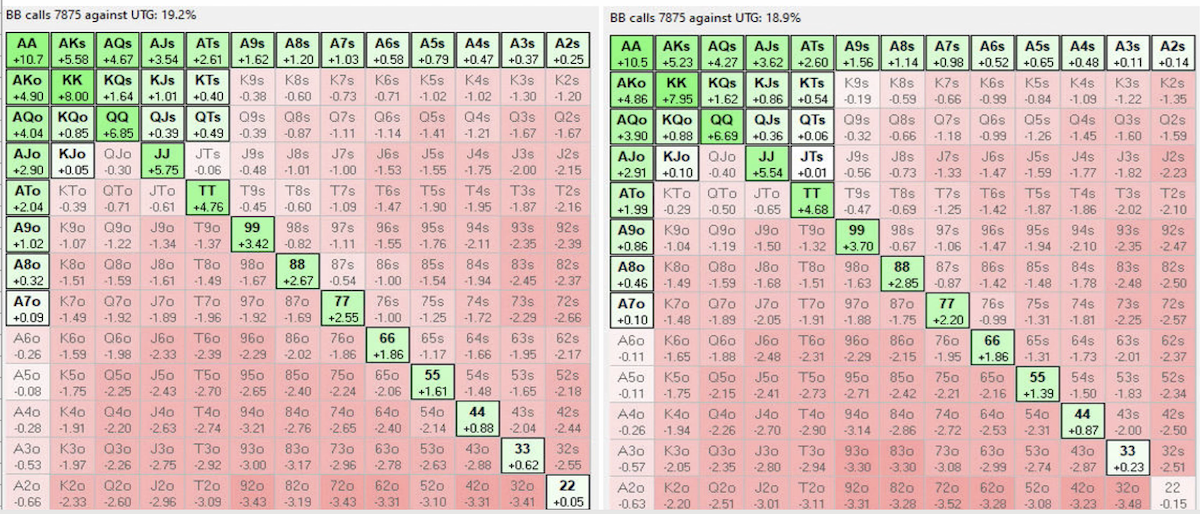 BB calls 7875 against UTG: 19.2%
AA AKs AQs AJs ATs A9s A8s A7s A6s A5s A4s A3s A2s
+10.7 +5.58 +4.67 +3.54 +2.61 +1.62 +1.20 +1.03 +0.58 +0.79 +0.47 +0.37 +0.25
AKo KK KQs KJs KTs K9s K8s K7s K6s K5s K4s K3s K2s
+4.90 +8.00 +1.64 +1.01 +0.40 -0.38 -0.60 -0.73 -0.71 -1.02 -1.02 -1.30 -1.20
AQo KQo QQ QJs QTs Q9s Q8s Q7s Q6s Q5s Q4s Q3s Q2s
+4.04 +0.85 +6.85 +0.39 +0.49 -0.39 -0.87 -1.11 -1.14 -1.41 -1.21 -1.67 -1.67
AJo KJo QJo JJ JTs J9s J8s J7s J6s J5s J4s J3s J2s
+2.90 +0.05 -0.30 +5.75 -0.06 -0.48 -1.01 -1.00 -1.53 -1.55 -1.75 -2.00 -2.15
ATo KTo QTo JTo TT T9s T8s T7s T6s T5s T4s T3s T2s
+2.04 -0.39 -0.71 -0.61 +4.76 -0.45 -0.60 -1.09 -1.47 -1.90 -1.95 -1.87 -2.16
A9o K9o Q9o J9o T9o 99 98s 97s 96s 95s 94s 93s 92s
+1.02 -1.07 -1.22 -1.34 -1.37 +3.42 -0.82 -1.11 -1.55 -1.76 -2.11 -2.35 -2.39
A8o K8o Q8o J8o T8o 98o 88 87s 86s 85s 84s 83s 82s
+0.32 -1.51 -1.59 -1.61 -1.49 -1.67 +2.67 -0.54 -1.00 -1.54 -1.94 -2.45 -2.37
A7o K7o Q7o J7o T7o 97o 87o 77 76s 75s 74s 73s 72s
+0.09 -1.49 -1.92 -1.89 -1.96 -1.92 -1.69 +2.55 -1.00 -1.25 -1.72 -2.29 -2.66
A6o K6o Q6o J6o T6o 96o 86o 76o 66 65s 64s 63s 62s
-0.26 -1.59 -1.98 -2.33 -2.39 -2.29 -2.02 -1.86 +1.86 -1.17 -1.66 -1.95 -2.17
A5o K5o Q5o J5o T5o 95o 85o 75o 65o 55 54s 53s 52s
-0.08 -1.75 -2.25 -2.43 -2.70 -2.65 -2.40 -2.24 -2.06 +1.61 -1.48 -1.65 -2.18
A4o K4o Q4o J4o T4o 94o 84o 74o 64o 54o 44 43s 42s
-0.28 -1.91 -2.20 -2.63 -2.74 -3.21 -2.76 -2.65 -2.40 -2.14 +0.88 -2.04 -2.44
A3o K3o Q3o J3o T3o 93o 83o 73o 63o 53o 43o 33 32s
-0.53 -1.97 -2.26 -2.75 -2.92 -3.00 -3.17 -2.96 -2.78 -2.63 -2.88 +0.62 -2.55
A2o K2o Q2o J2o T2o 92o 82o 72o 62o 52o 42o 32o 22
-0.66 -2.33 -2.60 -2.96 -3.09 -3.43 -3.19 -3.43 -3.31 -3.10 -3.31 -3.41 +0.05
BB calls 7875 against UTG: 18.9%
AA AKs AQs AJs ATs A9s A8s A7s A6s A5s A4s A3s A2s
+10.5 +5.23 +4.27 +3.62 +2.60 +1.56 +1.14 +0.98 +0.52 +0.65 +0.48 +0.11 +0.14
AKo KK KQs KJs KTs K9s K8s K7s K6s K5s K4s K3s K2s
+4.86 +7.95 +1.62 +0.86 +0.54 -0.19 -0.59 -0.66 -0.99 -0.84 -1.09 -1.22 -1.35
AQo KQo QQ QJs QTs Q9s Q8s Q7s Q6s Q5s Q4s Q3s Q2s
+3.90 +0.88 +6.69 +0.36 +0.06 -0.32 -0.66 -1.18 -0.99 -1.26 -1.45 -1.60 -1.59
AJo KJo QJo JJ JTs J9s J8s J7s J6s J5s J4s J3s J2s
+2.91 +0.10 -0.40 +5.54 +0.01 -0.56 -0.73 -1.33 -1.47 -1.59 -1.77 -1.82 -2.23
ATo KTo QTo JTo TT T9s T8s T7s T6s T5s T4s T3s T2s
+1.99 -0.29 -0.50 -0.65 +4.68 -0.47 -0.69 -1.25 -1.42 -1.87 -1.86 -2.02 -2.10
A9o K9o Q9o J9o T9o 99 98s 97s 96s 95s 94s 93s 92s
+0.86 -1.04 -1.19 -1.50 -1.32 +3.70 -0.67 -1.06 -1.47 -1.94 -2.10 -2.35 -2.47
A8o K8o Q8o J8o T8o 98o 88 87s 86s 85s 84s 83s 82s
+0.46 -1.49 -1.59 -1.68 -1.51 -1.63 +2.85 -0.87 -1.42 -1.48 -1.78 -2.48 -2.50
A7o K7o Q7o J7o T7o 97o 87o 77 76s 75s 74s 73s 72s
+0.10 -1.48 -1.89 -2.05 -1.91 -1.88 -1.75 +2.20 -0.99 -1.31 -1.81 -2.25 -2.57
A6o K6o Q6o J6o T6o 96o 86o 76o 66 65s 64s 63s 62s
-0.11 -1.65 -1.88 -2.48 -2.31 -2.29 -2.15 -1.95 +1.86 -1.31 -1.73 -2.01 -2.37
A5o K5o Q5o J5o T5o 95o 85o 75o 65o 55 54s 53s 52s
-0.11 -1.75 -2.15 -2.41 -2.73 -2.71 -2.42 -2.21 -2.16 +1.39 -1.50 -1.83 -2.34
A4o K4o Q4o J4o T4o 94o 84o 74o 64o 54o 44 43s 42s
-0.26 -1.94 -2.26 -2.70 -2.90 -3.14 -2.86 -2.72 -2.53 -2.31 +0.87 -2.00 -2.50
A3o K3o Q3o J3o T3o 93o 83o 73o 63o 53o 43o 33 32s
-0.57 -2.05 -2.35 -2.80 -2.94 -3.30 -3.30 -3.08 -2.99 -2.74 -2.87 +0.23 -2.51
A2o K2o Q2o J2o T2o 92o 82o 72o 62o 52o 42o 32o 22
-0.63 -2.20 -2.51 -3.01 -3.11 -3.31 -3.28 -3.52 -3.28 -3.08 -3.23 -3.48 -0.15